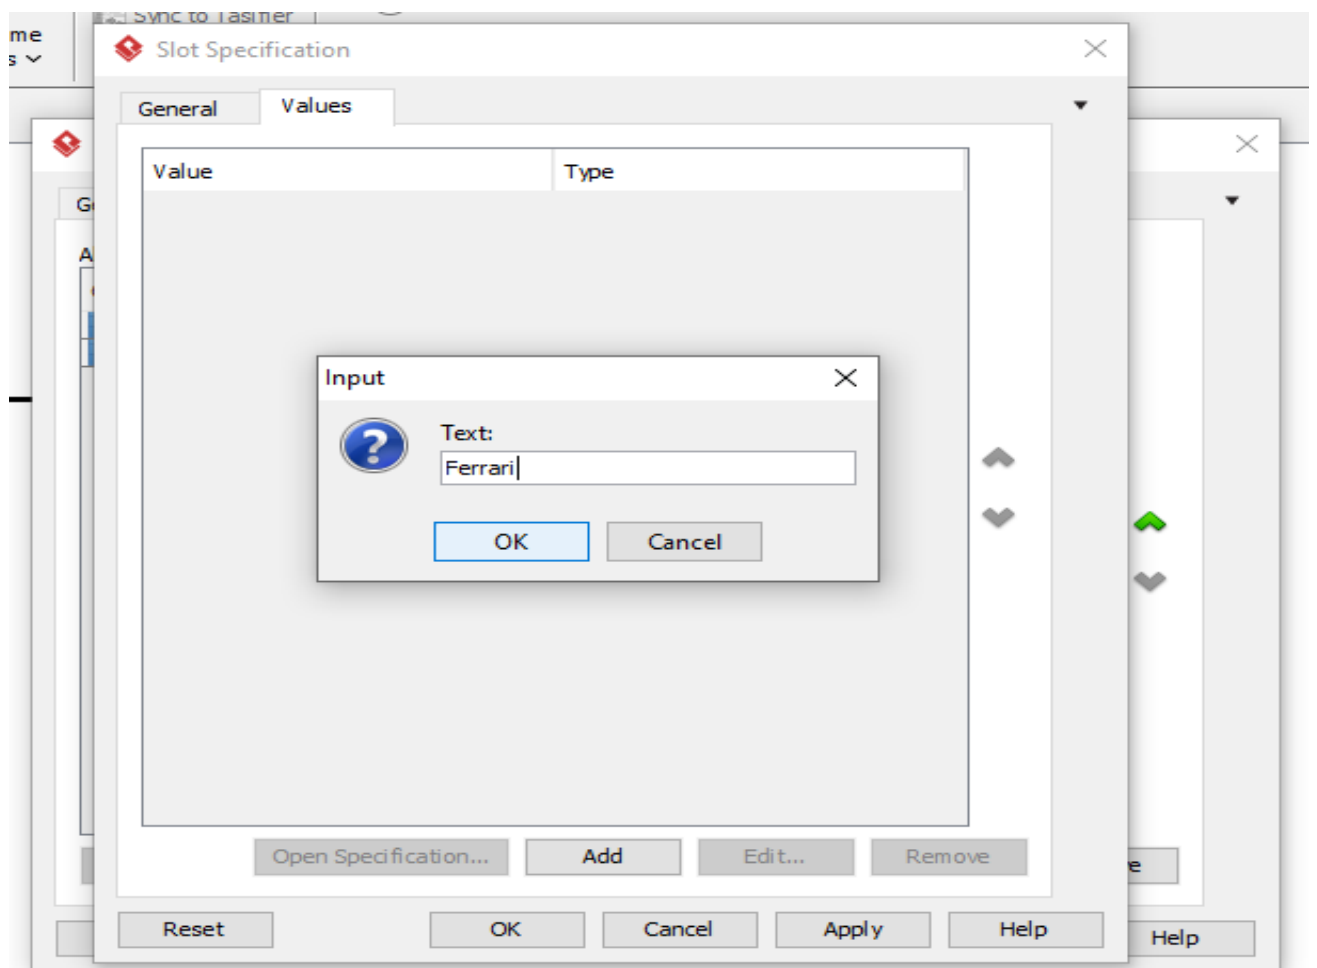 Sync to Tasifier
me
s
Slot Specification
General
Values
Value
Type
Input
Text:
Ferrari
OK
Cancel
Open Specification...
Add
Edit...
Remove
Reset
OK
Cancel
Apply
Help
Help